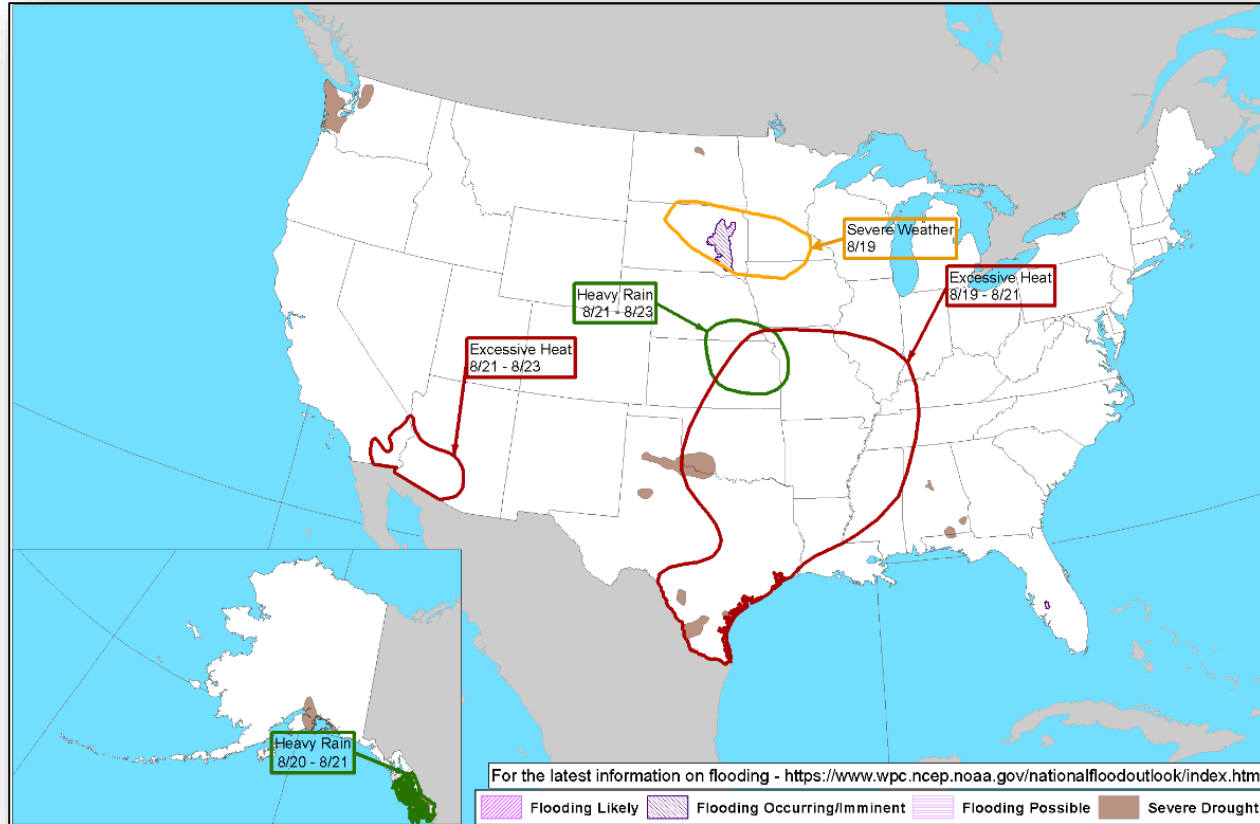 Severe Weather
8/19
Excessive Heat
8/19 - 8/21
Heavy Rain
8/21 - 8/23
Excessive Heat
8/21 - 8/23
Heavy Rain
8/20 - 8/21
For the latest information on flooding - https://www.wpc.ncep.noaa.gov/nationalfloodoutlook/index.htm
Flooding Likely
Flooding Occurring/Imminent
Flooding Possible
Severe Drought